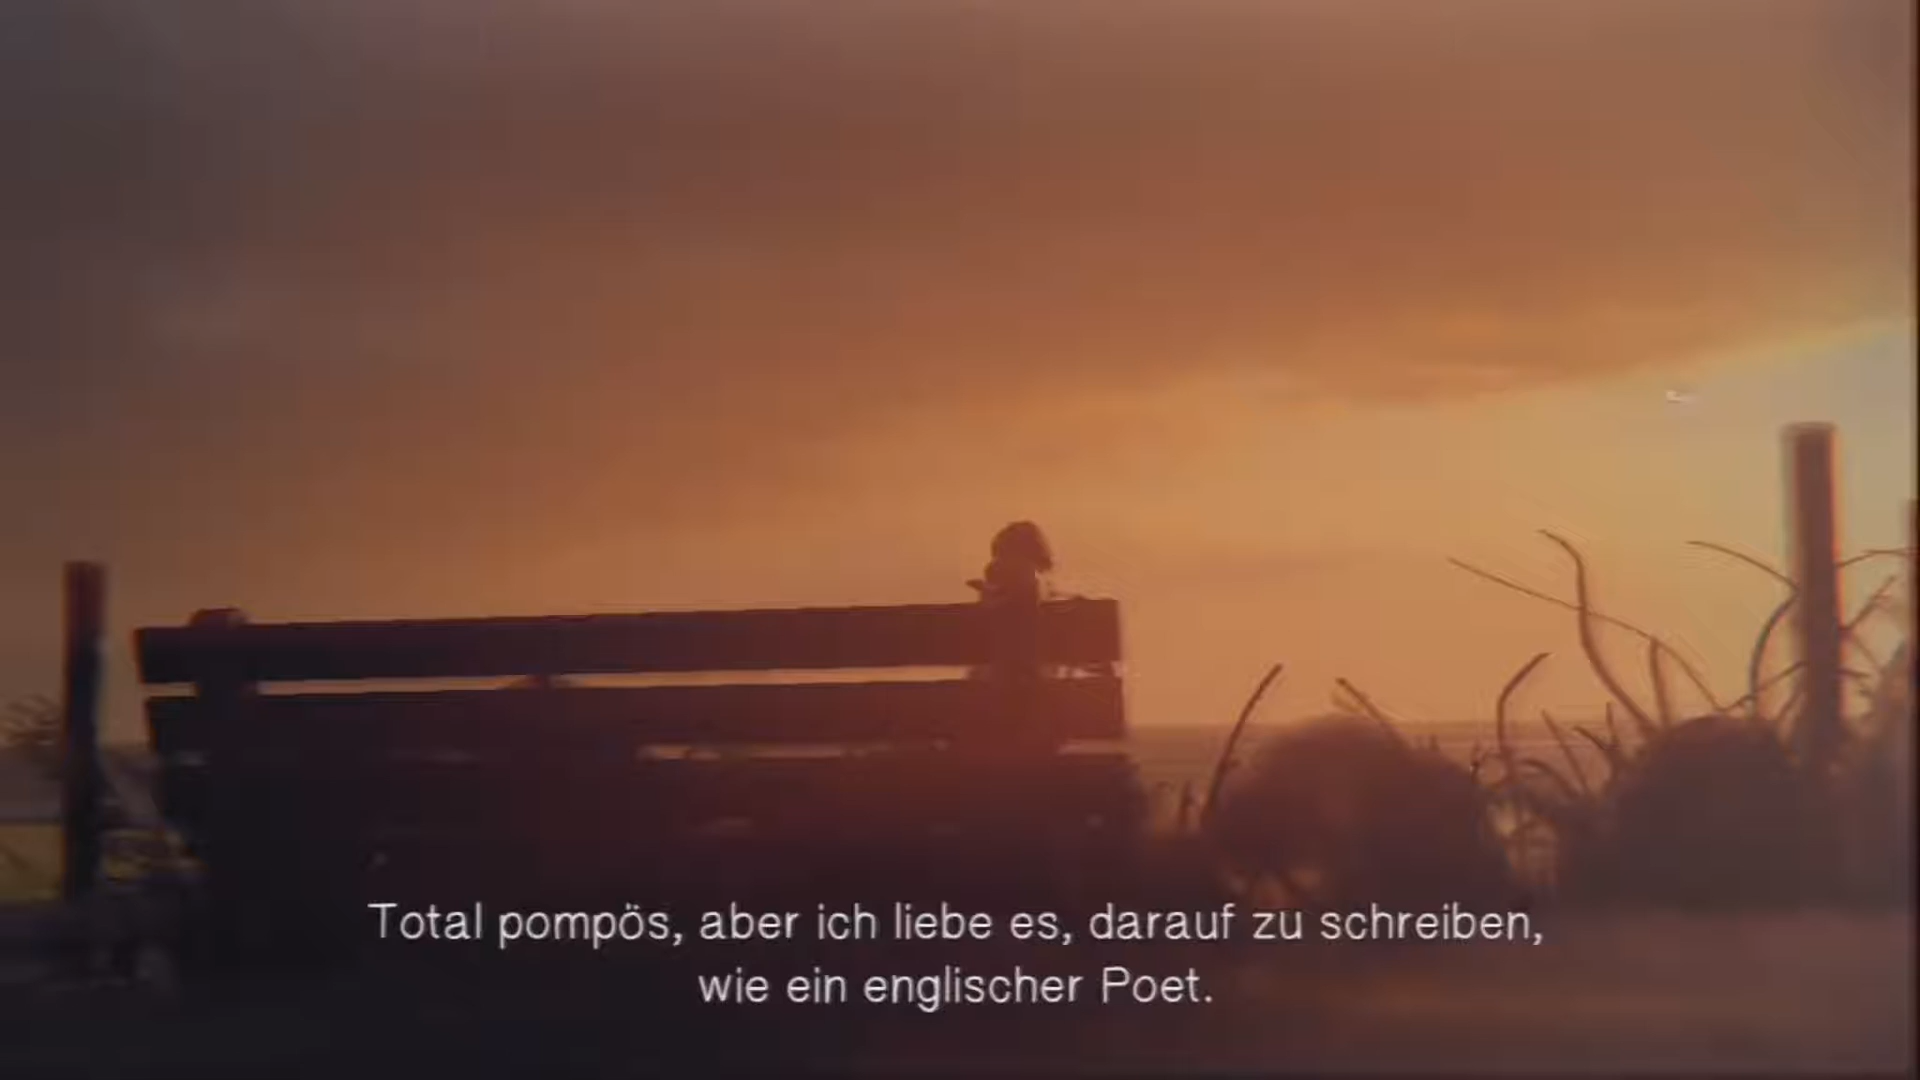 Total pompös, aber ich liebe es, darauf zu schreiben,
wie ein englischer Poet.